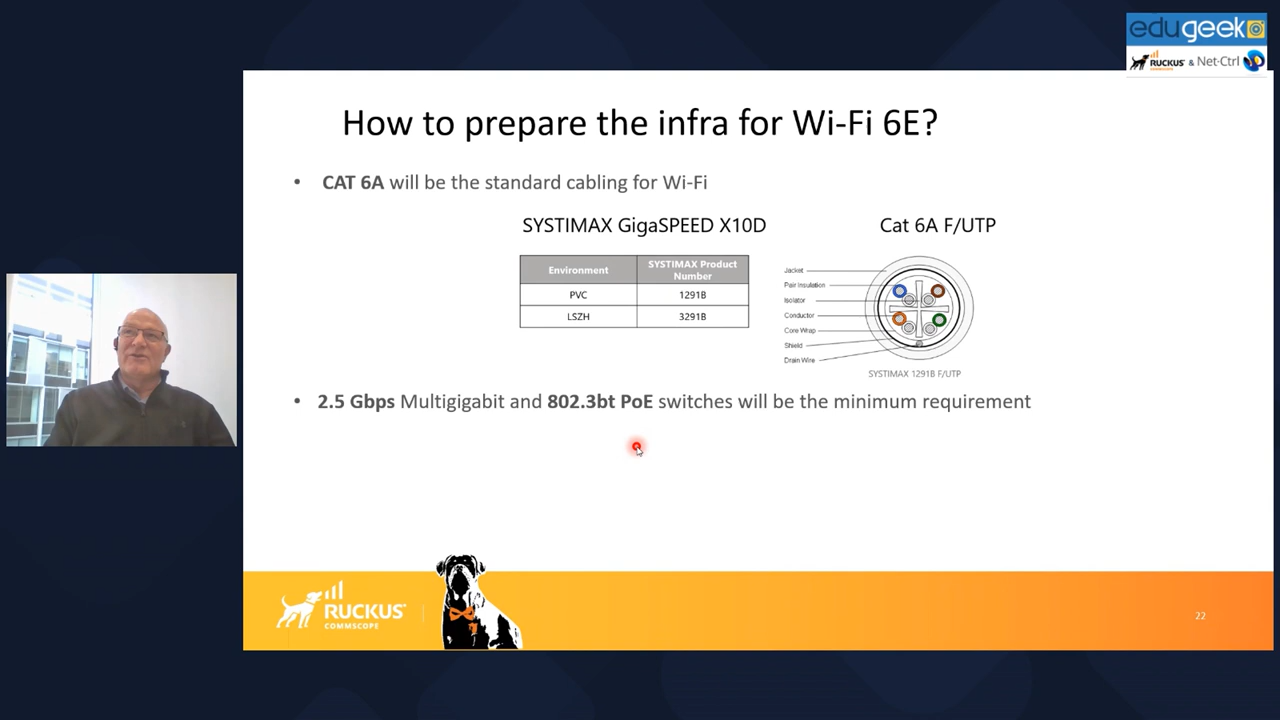 edugeek
RUCKUS & Net-Ctrl
COMMSCOPE
How to prepare the infra for Wi-Fi 6E?
• CAT 6A will be the standard cabling for Wi-Fi
SYSTIMAX GigaSPEED X10D
Cat 6A F/UTP
Environment
SYSTIMAX Product
Number
PVC
1291B
LSZH
3291B
Jacket
Pair Insulation
Isolator
Conductor
Core Wrap
Shield
Drain Wire
SYSTIMAX 1291B F/UTP
• 2.5 Gbps Multigigabit and 802.3bt PoE switches will be the minimum requirement
RUCKUS
COMMSCOPE
22